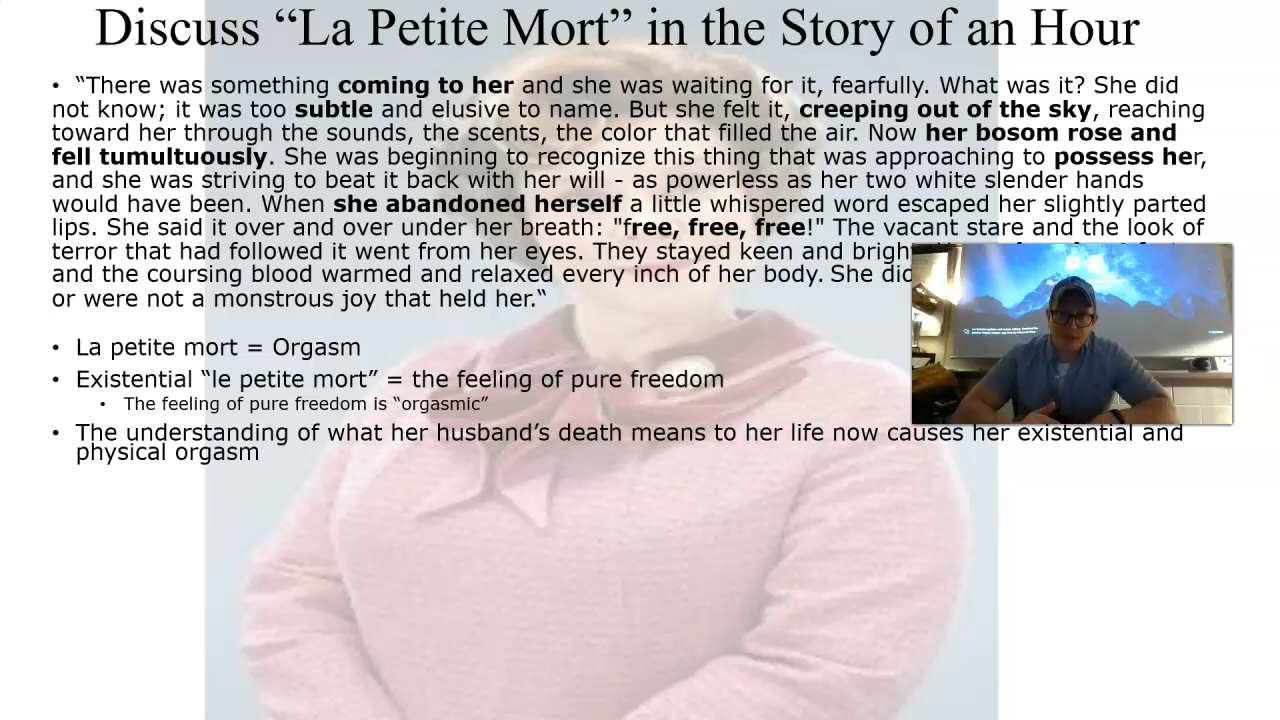 Discuss “La Petite Mort” in the Story of an Hour
• “There was something coming to her and she was waiting for it, fearfully. What was it? She did
not know; it was too subtle and elusive to name. But she felt it, creeping out of the sky, reaching
toward her through the sounds, the scents, the color that filled the air. Now her bosom rose and
fell tumultuously. She was beginning to recognize this thing that was approaching to possess her,
and she was striving to beat it back with her will - as powerless as her two white slender hands
would have been. When she abandoned herself a little whispered word escaped her slightly parted
lips. She said it over and over under her breath: "free, free, free!" The vacant stare and the look of
terror that had followed it went from her eyes. They stayed keen and bright
and the coursing blood warmed and relaxed every inch of her body. She did
or were not a monstrous joy that held her.“
• La petite mort = Orgasm
• Existential “le petite mort” = the feeling of pure freedom
• The feeling of pure freedom is “orgasmic”
• The understanding of what her husband’s death means to her life now causes her existential and
physical orgasm